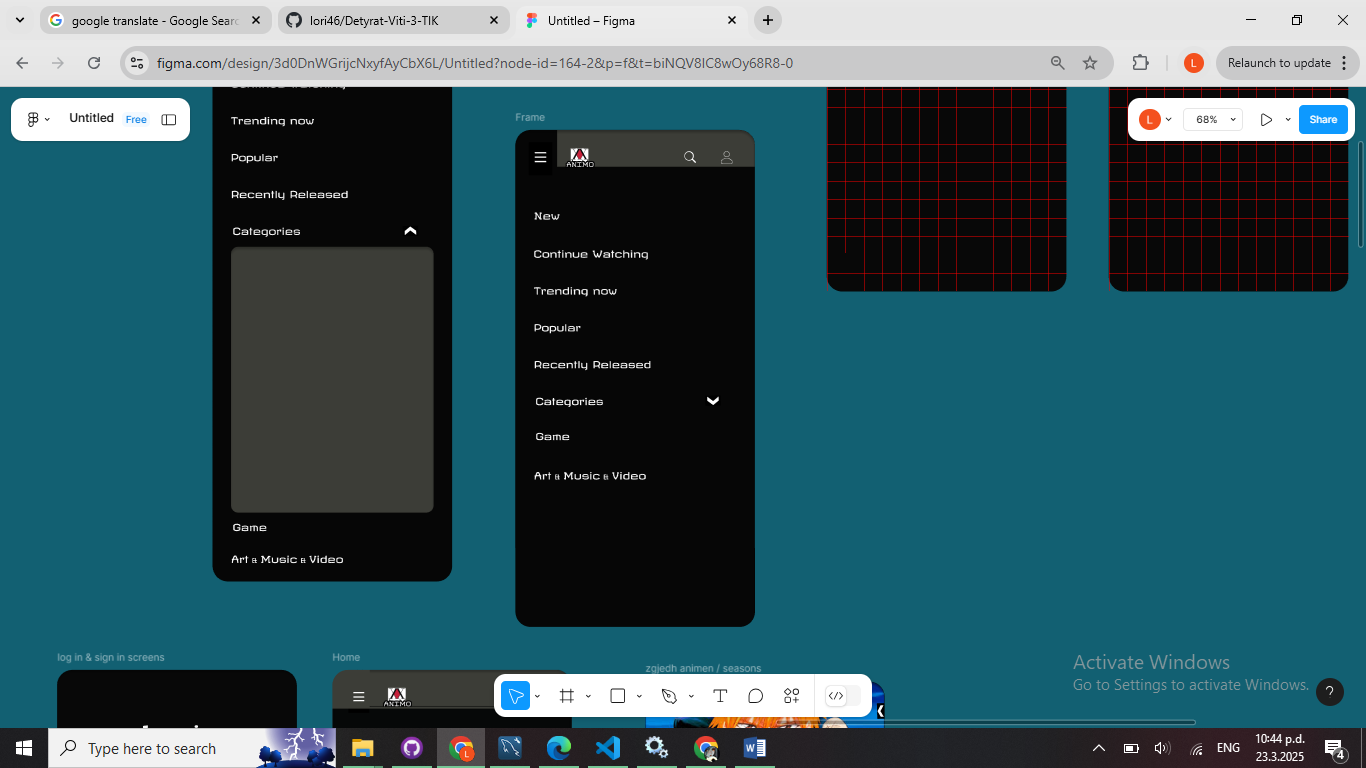 google translate - Google Sear
lori46/Detyrat-Viti-3-TIK
Untitled – Figma
figma.com/design/3d0DnWGrijcNxyfAyCbX6L/Untitled?node-id=164-2&p=f&t=biNQV8IC8wOy68R8-0
L
Relaunch to update
Untitled
Free
L
68%
Share
Continue Watching
Trending now
Popular
Recently Released
Categories
Game
Art & Music & Video
Frame
ANIMO
New
Continue Watching
Trending now
Popular
Recently Released
Categories
Game
Art & Music & Video
log in & sign in screens
Home
zgjedh animen / seasons
ANIMO
Activate Windows
Go to Settings to activate Windows.
?
Type here to search
L
ENG
10:44 p.d.
23.3.2025
4